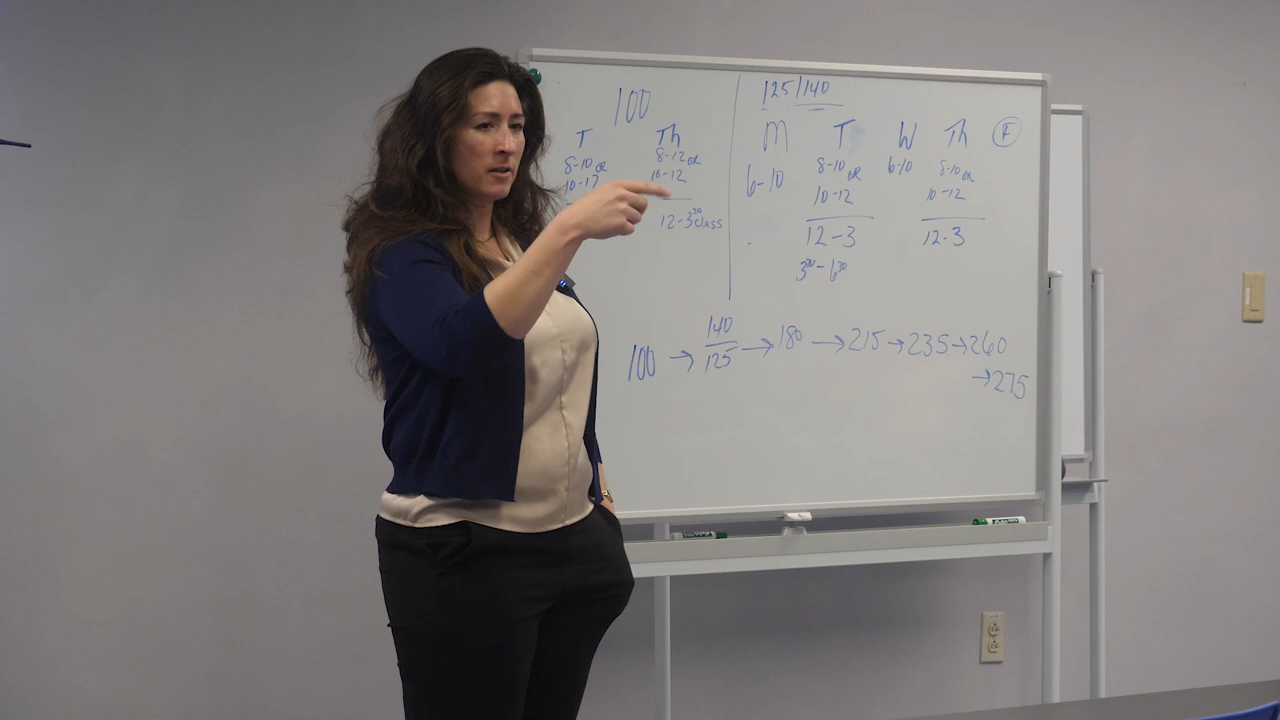 100
T Th
8-10 OR 8-12 OR
10-12 10-12
12-3²⁰ class
125/140
M T W Th F
6-10 8-10 OR 6-10 8-10 OR
10-12 10-12
12-3 12-3
3³⁰-6³⁰
100 → 140/125 → 180 → 215 → 235 → 260
→ 275